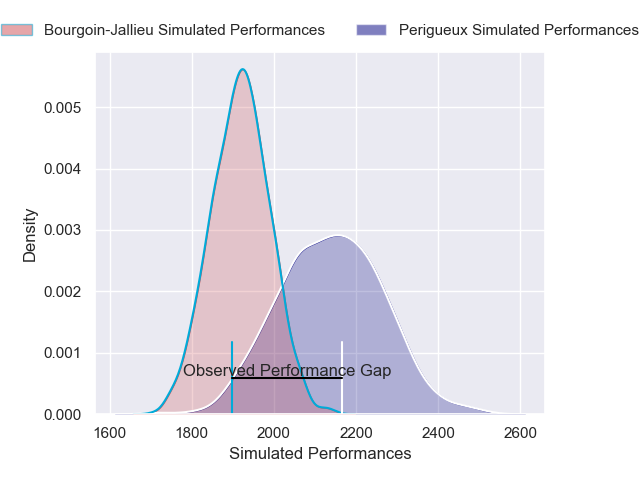 Bourgoin-Jallieu Simulated Performances Perigueux Simulated Performances
0.005
0.004
0.003
0.002
0.001
0.000
Density
Observed Performance Gap
1600 1800 2000 2200 2400 2600
Simulated Performances